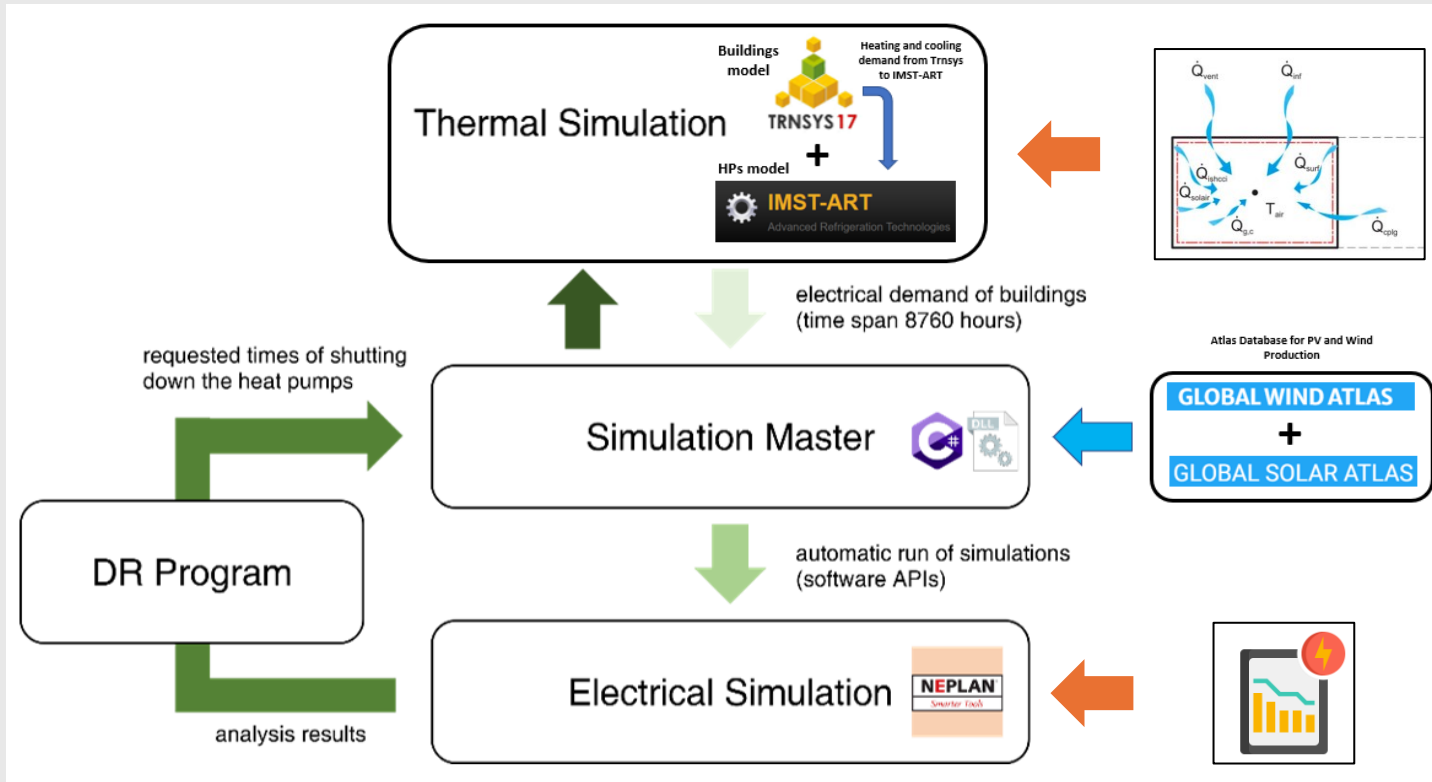 Buildings
model
Heating and cooling
demand from Trnsys
to IMST-ART
Thermal Simulation
TRNSYS 17
+
HPs model
IMST-ART
Advanced Refrigeration Technologies
Q̇vent
Q̇inf
Q̇ishcci
Q̇surf
Q̇solair
Tair
Q̇g,c
Q̇cplg
electrical demand of buildings
(time span 8760 hours)
requested times of shutting
down the heat pumps
Atlas Database for PV and Wind
Production
GLOBAL WIND ATLAS
+
GLOBAL SOLAR ATLAS
Simulation Master
C#
DLL
automatic run of simulations
(software APIs)
DR Program
Electrical Simulation
NEPLAN
Smarter Tools
analysis results